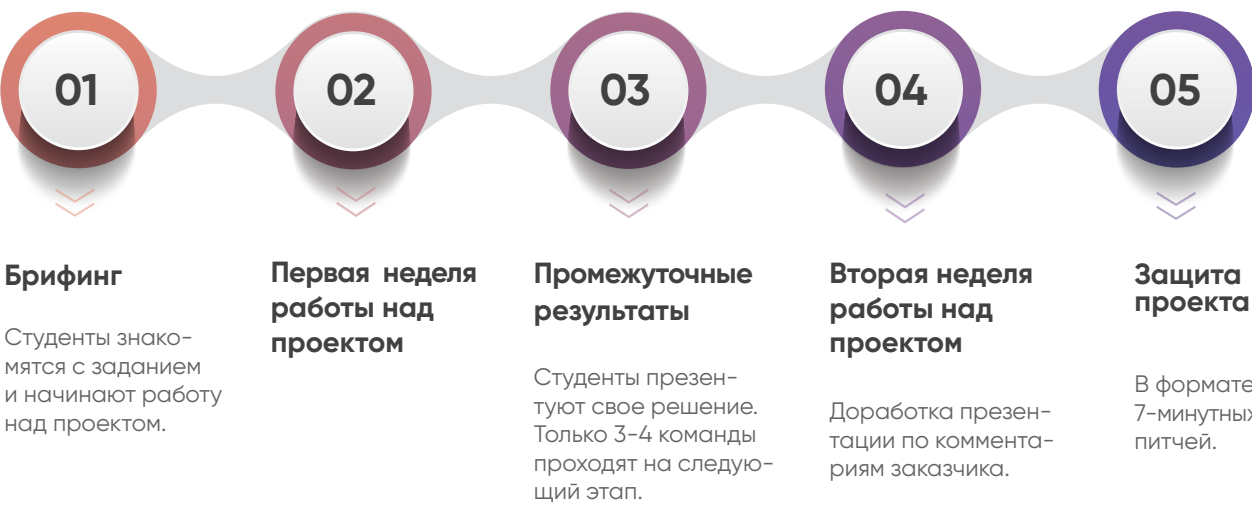 01
02
03
04
05
Брифинг
Студенты знако-
мятся с заданием
и начинают работу
над проектом.
Первая неделя
работы над
проектом
Промежуточные
результаты
Студенты презен-
туют свое решение.
Только 3-4 команды
проходят на следую-
щий этап.
Вторая неделя
работы над
проектом
Доработка презен-
тации по коммента-
риям заказчика.
Защита
проекта
В формате
7-минутных
питчей.